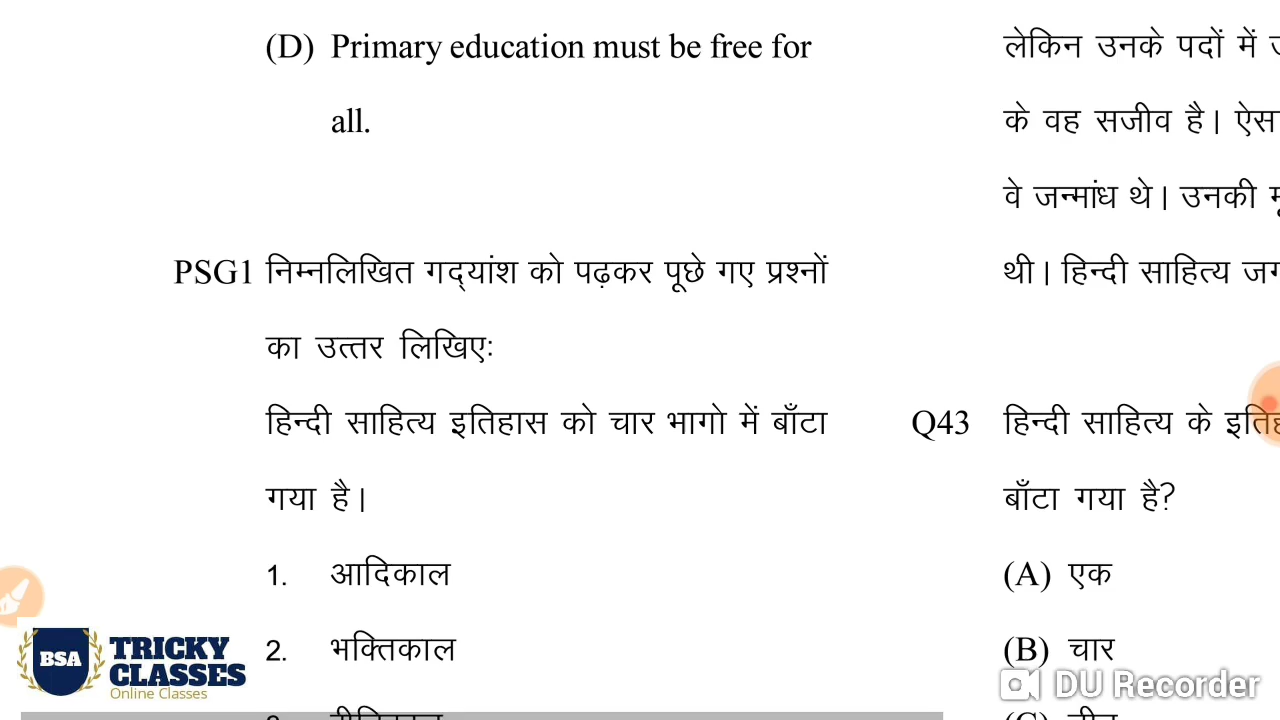 (D) Primary education must be free for
all.
PSG1 निम्नलिखित गद्यांश को पढ़कर पूछे गए प्रश्नों
का उत्तर लिखिए:
हिन्दी साहित्य इतिहास को चार भागो में बाँटा
गया है।
1. आदिकाल
2. भक्तिकाल
लेकिन उनके पदों में
के वह सजीव है। ऐसा
वे जन्मांध थे। उनकी
थी। हिन्दी साहित्य
Q43 हिन्दी साहित्य के
बाँटा गया है?
(A) एक
(B) चार
BSA TRICKY
CLASSES
Online Classes
DU Recorder